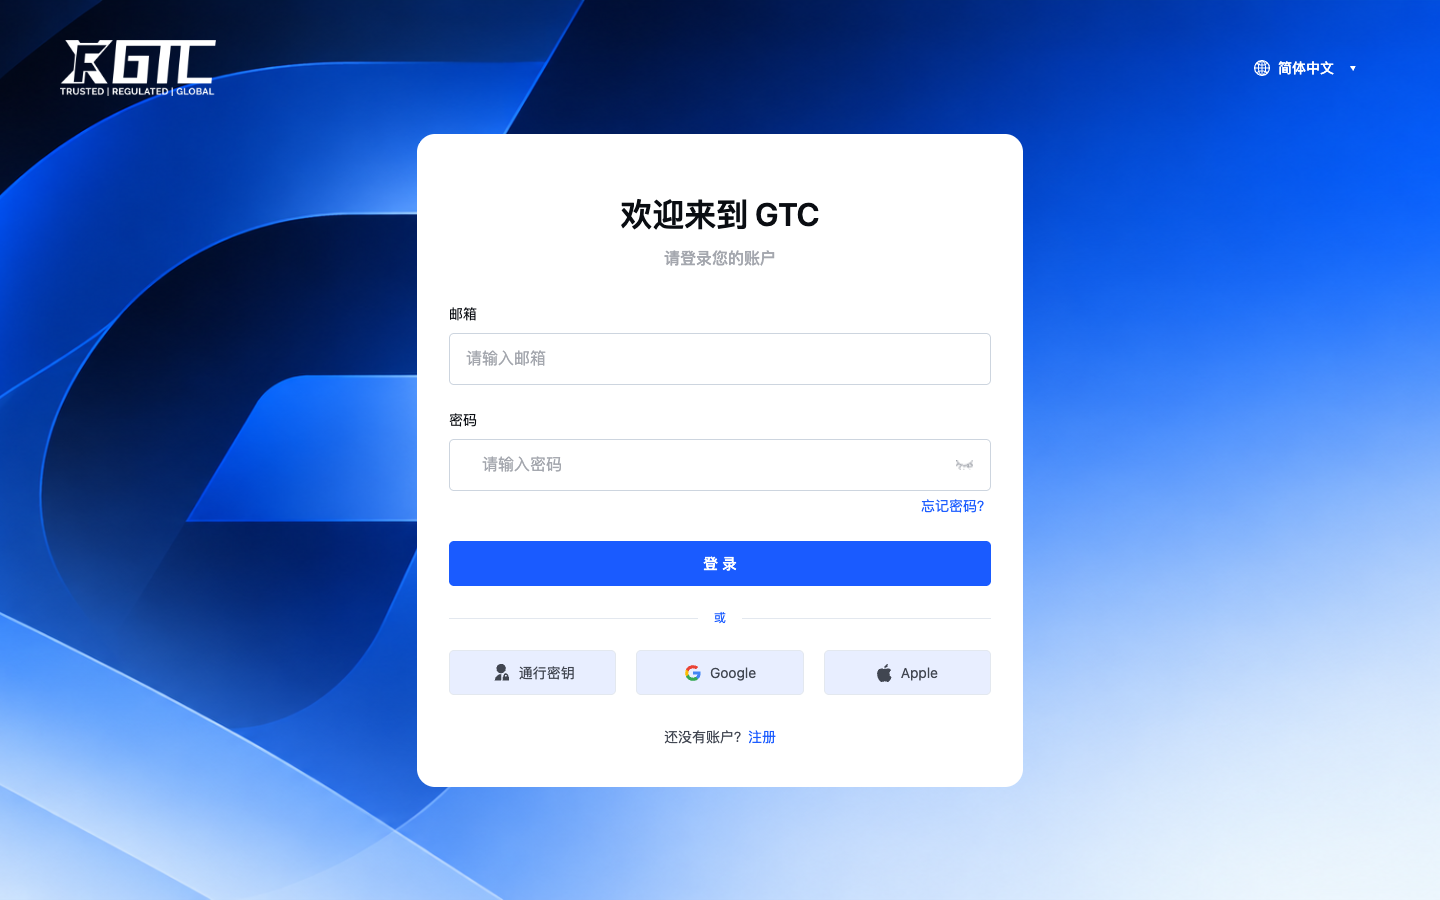 GTC
TRUSTED | REGULATED | GLOBAL
简体中文
欢迎来到 GTC
请登录您的账户
邮箱
请输入邮箱
密码
请输入密码
忘记密码?
登 录
或
通行密钥
Google
Apple
还没有账户? 注册